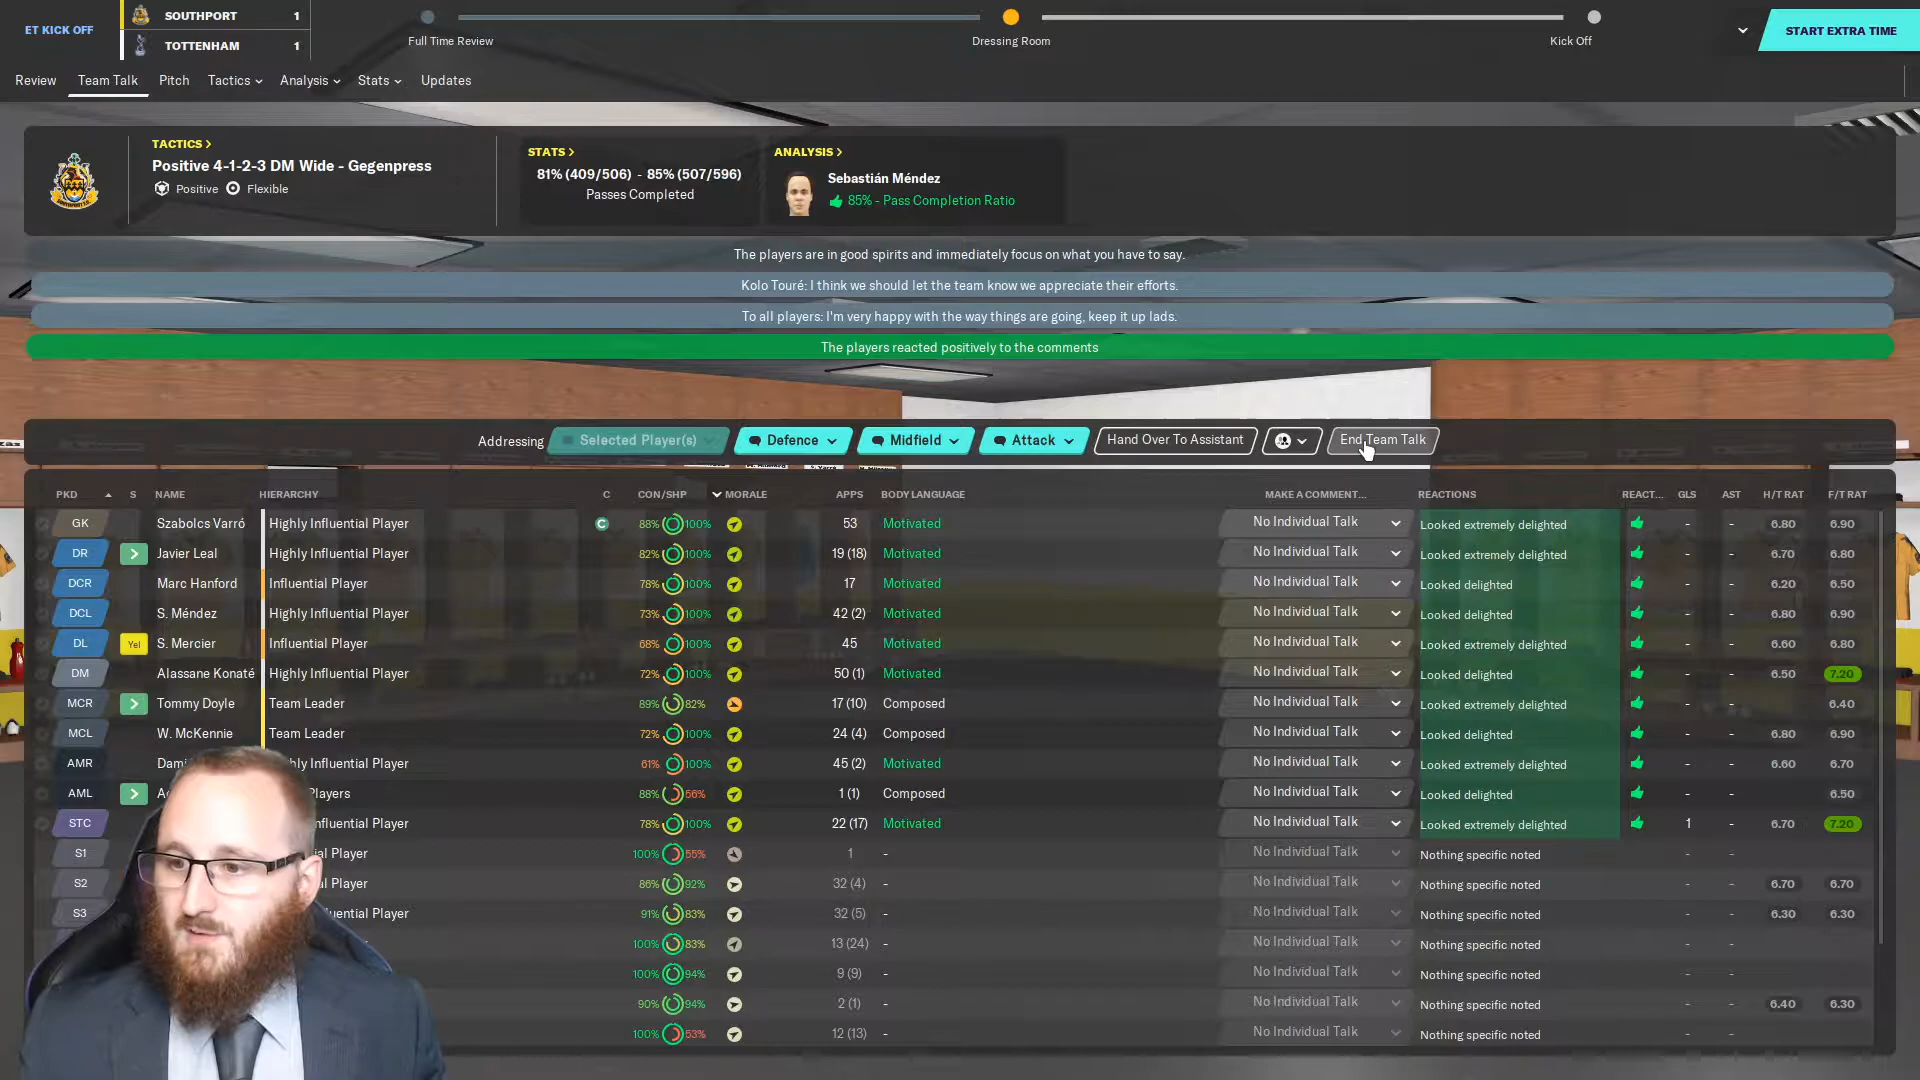 ET KICK OFF
SOUTHPORT 1
TOTTENHAM 1
Full Time Review
Dressing Room
Kick Off
START EXTRA TIME
Review Team Talk Pitch Tactics Analysis Stats Updates
TACTICS >
Positive 4-1-2-3 DM Wide - Gegenpress
Positive Flexible
STATS >
81% (409/506) - 85% (507/596)
Passes Completed
ANALYSIS >
Sebastián Méndez
85% - Pass Completion Ratio
The players are in good spirits and immediately focus on what you have to say.
Kolo Touré: I think we should let the team know we appreciate their efforts.
To all players: I'm very happy with the way things are going, keep it up lads.
The players reacted positively to the comments
Addressing Selected Player(s) Defence Midfield Attack Hand Over To Assistant End Team Talk
PKD S NAME HIERARCHY C CON/SHP MORALE APPS BODY LANGUAGE MAKE A COMMENT... REACTIONS REACT... GLS AST H/T RAT F/T RAT
GK Szabolcs Varró Highly Influential Player C 88% 100% 53 Motivated No Individual Talk Looked extremely delighted - - 6.80 6.90
DR Javier Leal Highly Influential Player 82% 100% 19 (18) Motivated No Individual Talk Looked extremely delighted - - 6.70 6.80
DCR Marc Hanford Influential Player 78% 100% 17 Motivated No Individual Talk Looked delighted - - 6.20 6.50
DCL S. Méndez Highly Influential Player 73% 100% 42 (2) Motivated No Individual Talk Looked delighted - - 6.80 6.90
DL Yel S. Mercier Influential Player 68% 100% 45 Motivated No Individual Talk Looked extremely delighted - - 6.60 6.80
DM Alassane Konaté Highly Influential Player 72% 100% 50 (1) Motivated No Individual Talk Looked delighted - - 6.50 7.20
MCR Tommy Doyle Team Leader 89% 82% 17 (10) Composed No Individual Talk Looked extremely delighted - - 6.40
MCL W. McKennie Team Leader 72% 100% 24 (4) Composed No Individual Talk Looked delighted - - 6.80 6.90
AMR Player 61% 100% 45 (2) Motivated No Individual Talk Looked extremely delighted - - 6.60 6.70
AML Players 88% 56% 1 (1) Composed No Individual Talk Looked delighted - - 6.50
STC Player 78% 100% 22 (17) Motivated No Individual Talk Looked extremely delighted 1 - 6.70 7.20
S1 Player 100% 55% 1 - No Individual Talk Nothing specific noted - -
S2 Player 86% 92% 32 (4) - No Individual Talk Nothing specific noted - - 6.70 6.70
S3 Player 91% 83% 32 (5) - No Individual Talk Nothing specific noted - - 6.30 6.30
100% 83% 13 (24) - No Individual Talk Nothing specific noted - -
100% 94% 9 (9) - No Individual Talk Nothing specific noted - -
90% 94% 2 (1) - No Individual Talk Nothing specific noted - - 6.40 6.30
100% 53% 12 (13) - No Individual Talk Nothing specific noted - -